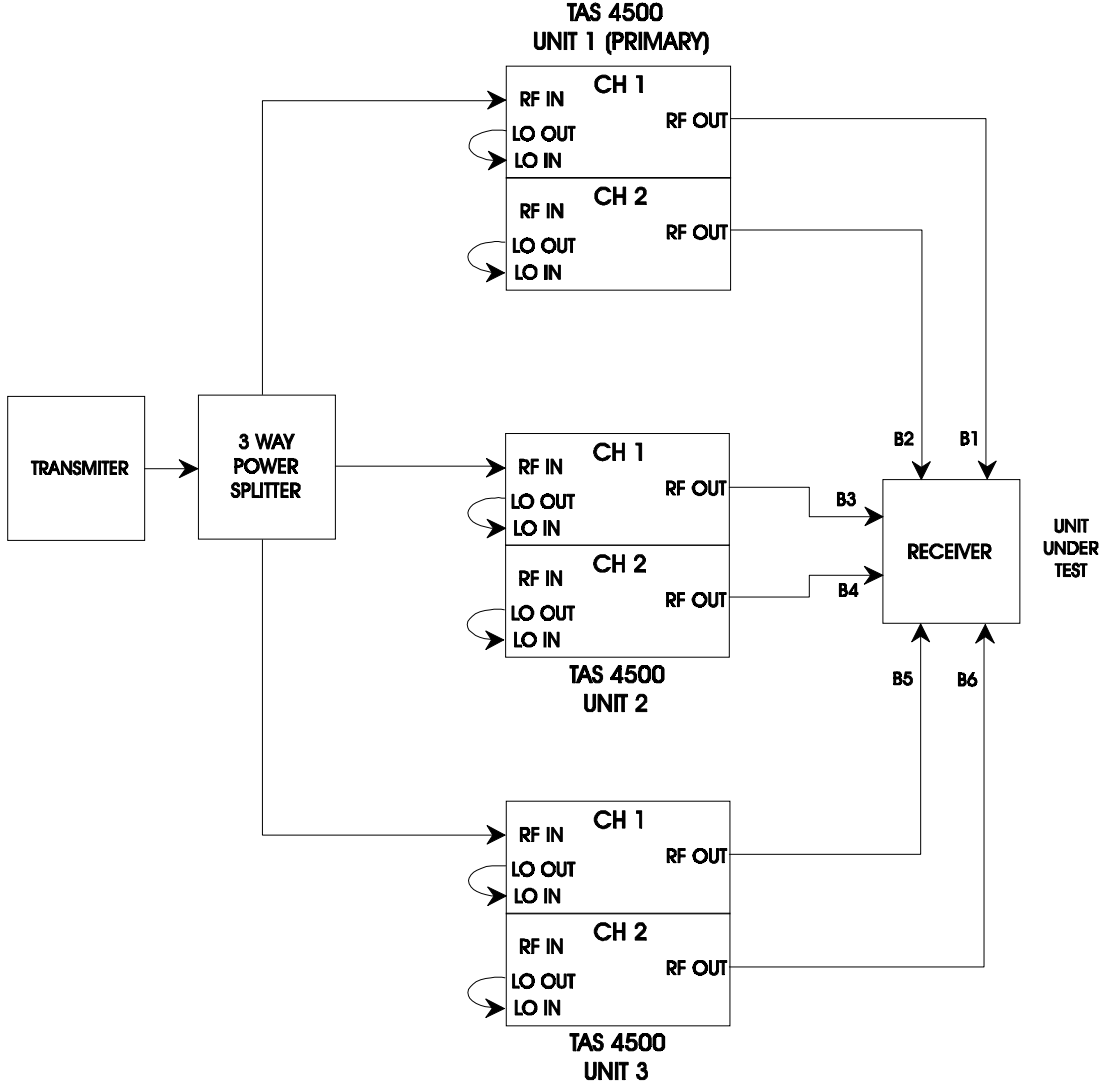 TAS 4500
UNIT 1 (PRIMARY)
CH 1
RF IN
RF OUT
LO OUT
LO IN
CH 2
RF IN
RF OUT
LO OUT
LO IN
TRANSMITER
3 WAY
POWER
SPLITTER
CH 1
RF IN
RF OUT
LO OUT
LO IN
CH 2
RF IN
RF OUT
LO OUT
LO IN
TAS 4500
UNIT 2
B2
B1
B3
B4
RECEIVER
UNIT
UNDER
TEST
B5
B6
CH 1
RF IN
RF OUT
LO OUT
LO IN
CH 2
RF IN
RF OUT
LO OUT
LO IN
TAS 4500
UNIT 3